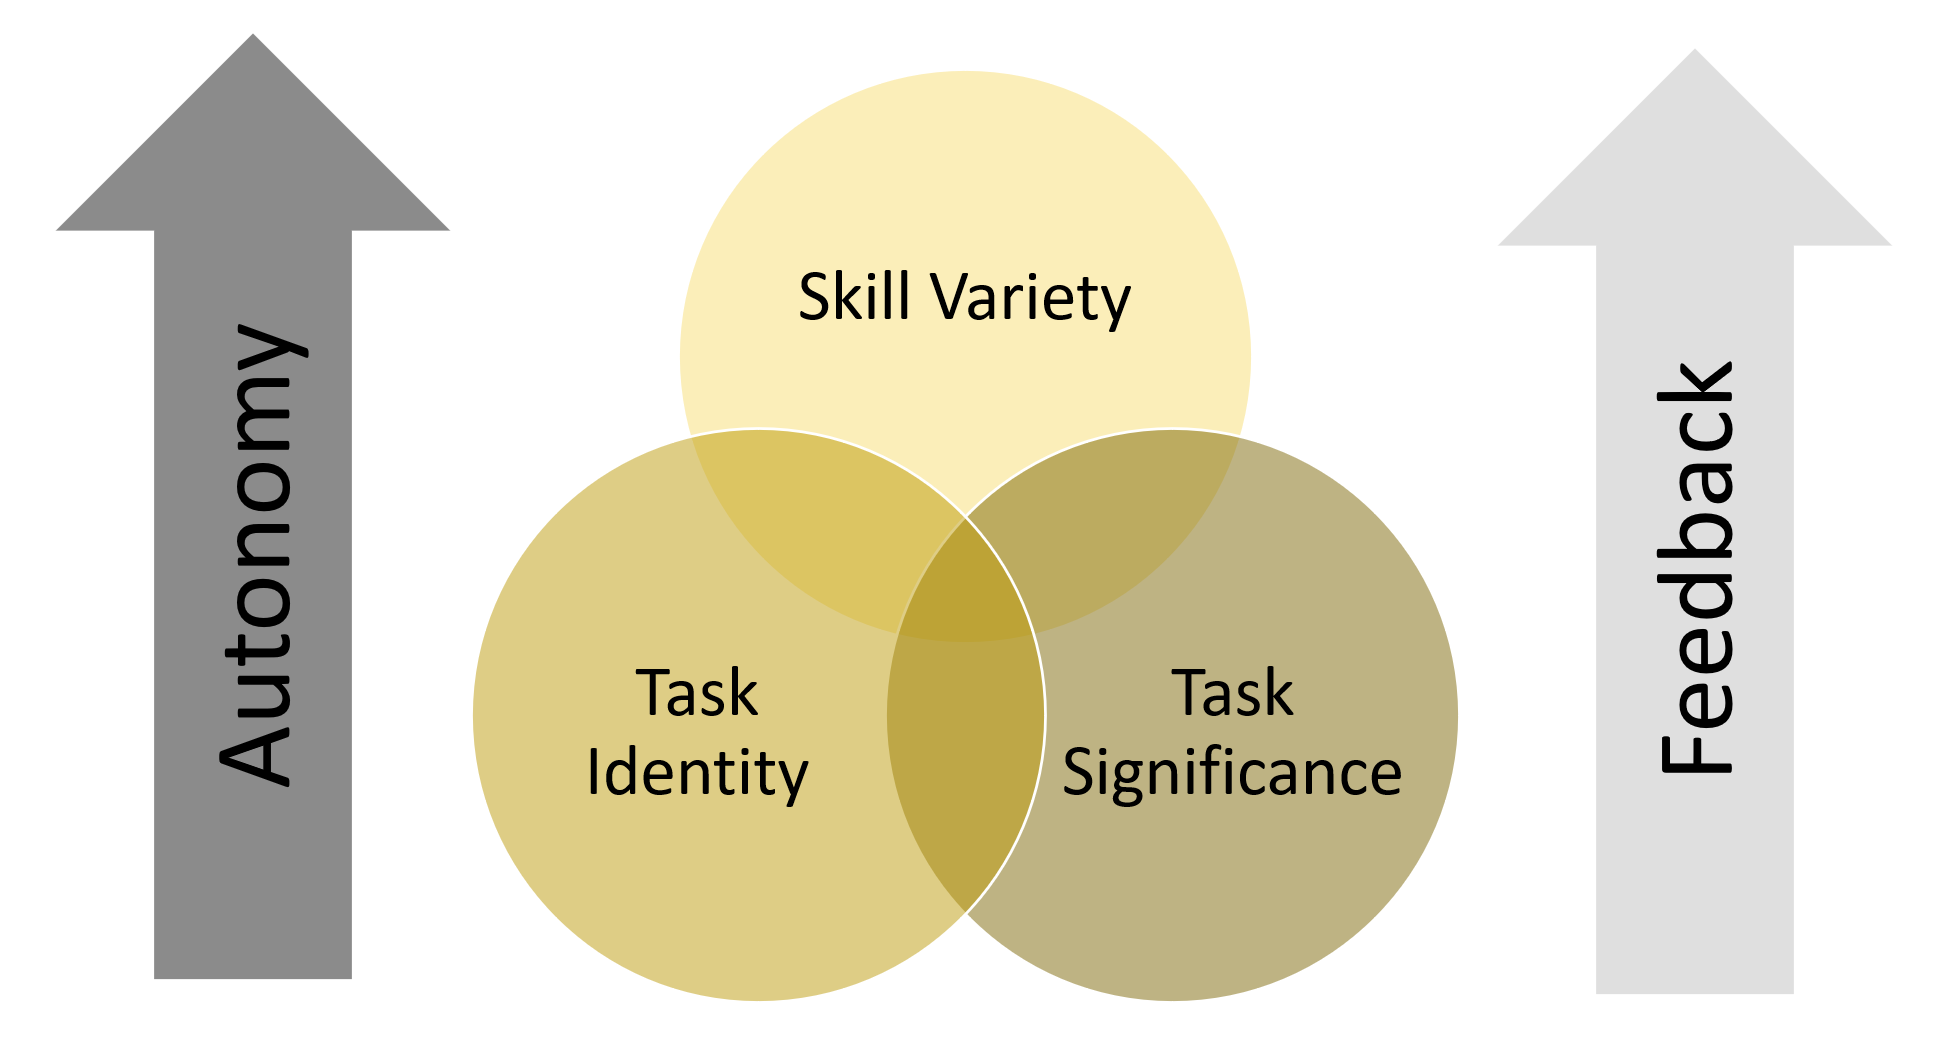 Autonomy
Skill Variety
Task
Identity
Task
Significance
Feedback